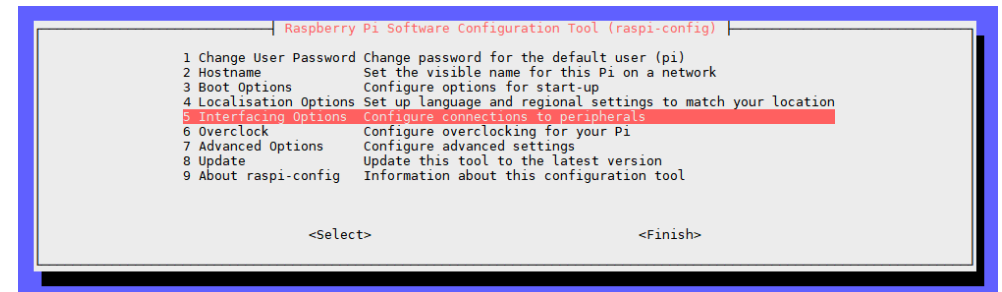 Raspberry Pi Software Configuration Tool (raspi-config)
1 Change User Password Change password for the default user (pi)
2 Hostname Set the visible name for this Pi on a network
3 Boot Options Configure options for start-up
4 Localisation Options Set up language and regional settings to match your location
5 Interfacing Options Configure connections to peripherals
6 Overclock Configure overclocking for your Pi
7 Advanced Options Configure advanced settings
8 Update Update this tool to the latest version
9 About raspi-config Information about this configuration tool
<Select> <Finish>